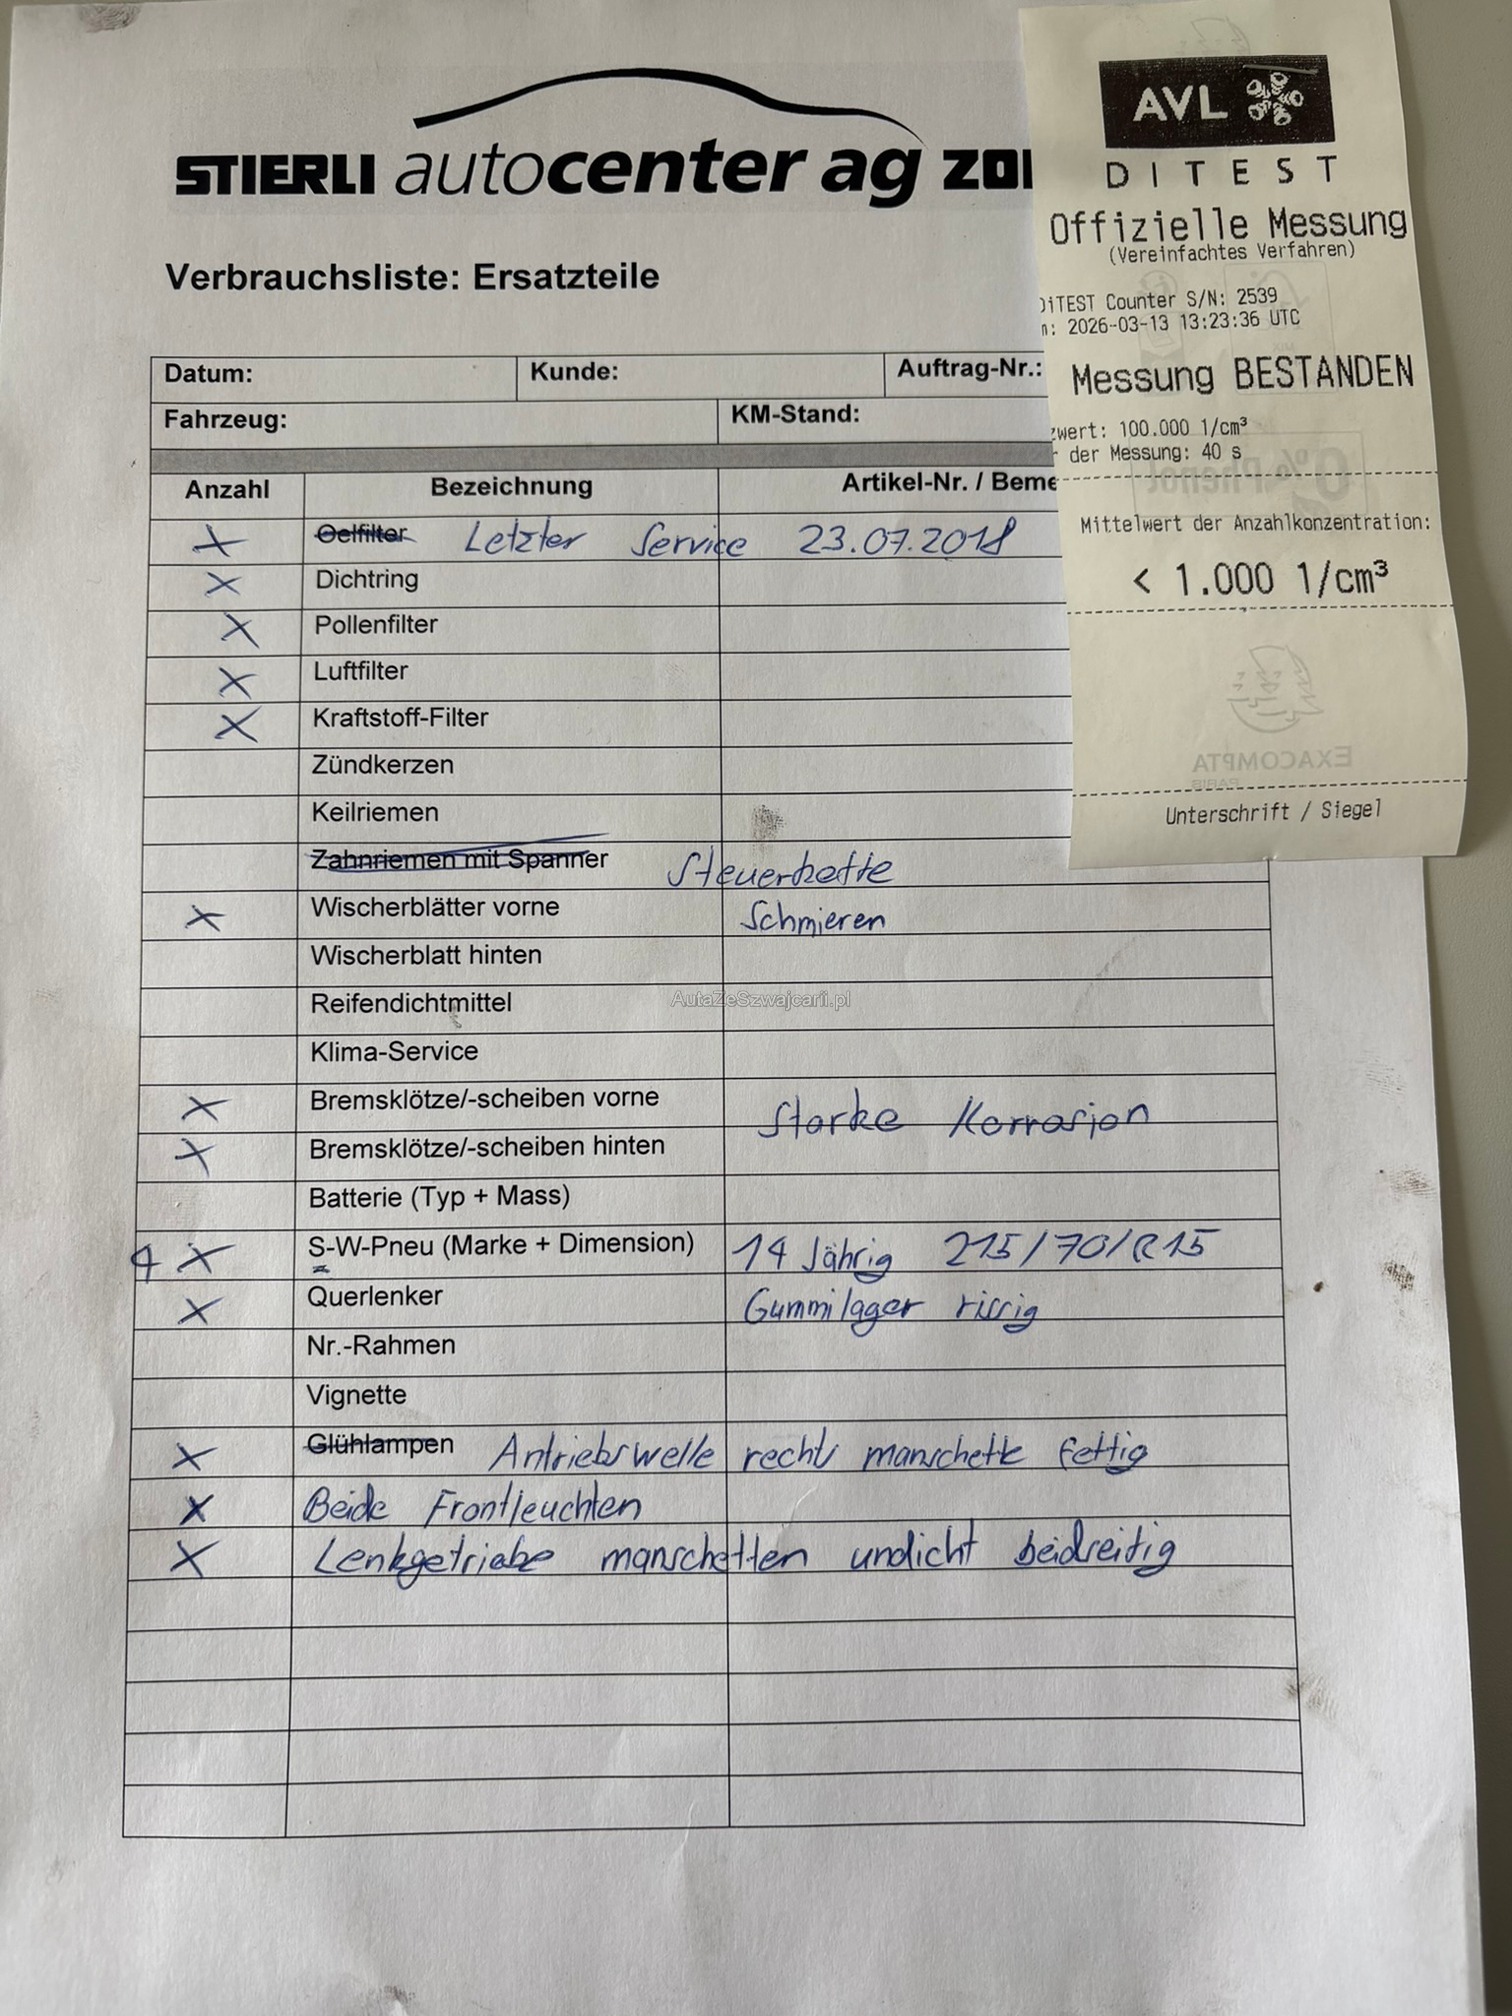 STIERLI autocenter ag
AVL
DITEST
Offizielle Messung
(Vereinfachtes Verfahren)
DiTEST Counter S/N: 2539
2026-03-13 13:23:36 UTC
Messung BESTANDEN
100.000 1/cm³
der Messung: 40 s
Mittelwert der Anzahlkonzentration:
< 1.000 1/cm³
EXACOMPTA
PARIS
Unterschrift / Siegel
Verbrauchsliste: Ersatzteile
Datum: Kunde: Auftrag-Nr.:
Fahrzeug: KM-Stand:
Anzahl Bezeichnung Artikel-Nr. / Beme
X Oelfilter Letzter Service 23.07.2018
X Dichtring
X Pollenfilter
X Luftfilter
X Kraftstoff-Filter
Zündkerzen
Keilriemen
Zahnriemen mit Spanner Steuerkette
X Wischerblätter vorne Schmieren
Wischerblatt hinten
Reifendichtmittel
AutaZeSzwajcarii.pl
Klima-Service
X Bremsklötze/-scheiben vorne Starke Korrosion
X Bremsklötze/-scheiben hinten
Batterie (Typ + Mass)
4 X S-W-Pneu (Marke + Dimension) 14 Jährig 215/70/R15
X Querlenker Gummilager rissig
Nr.-Rahmen
Vignette
X Glühlampen Antriebswelle rechts manschette fettig
X Beide Frontleuchten
X Lenkgetriebe manschetten undicht beidseitig